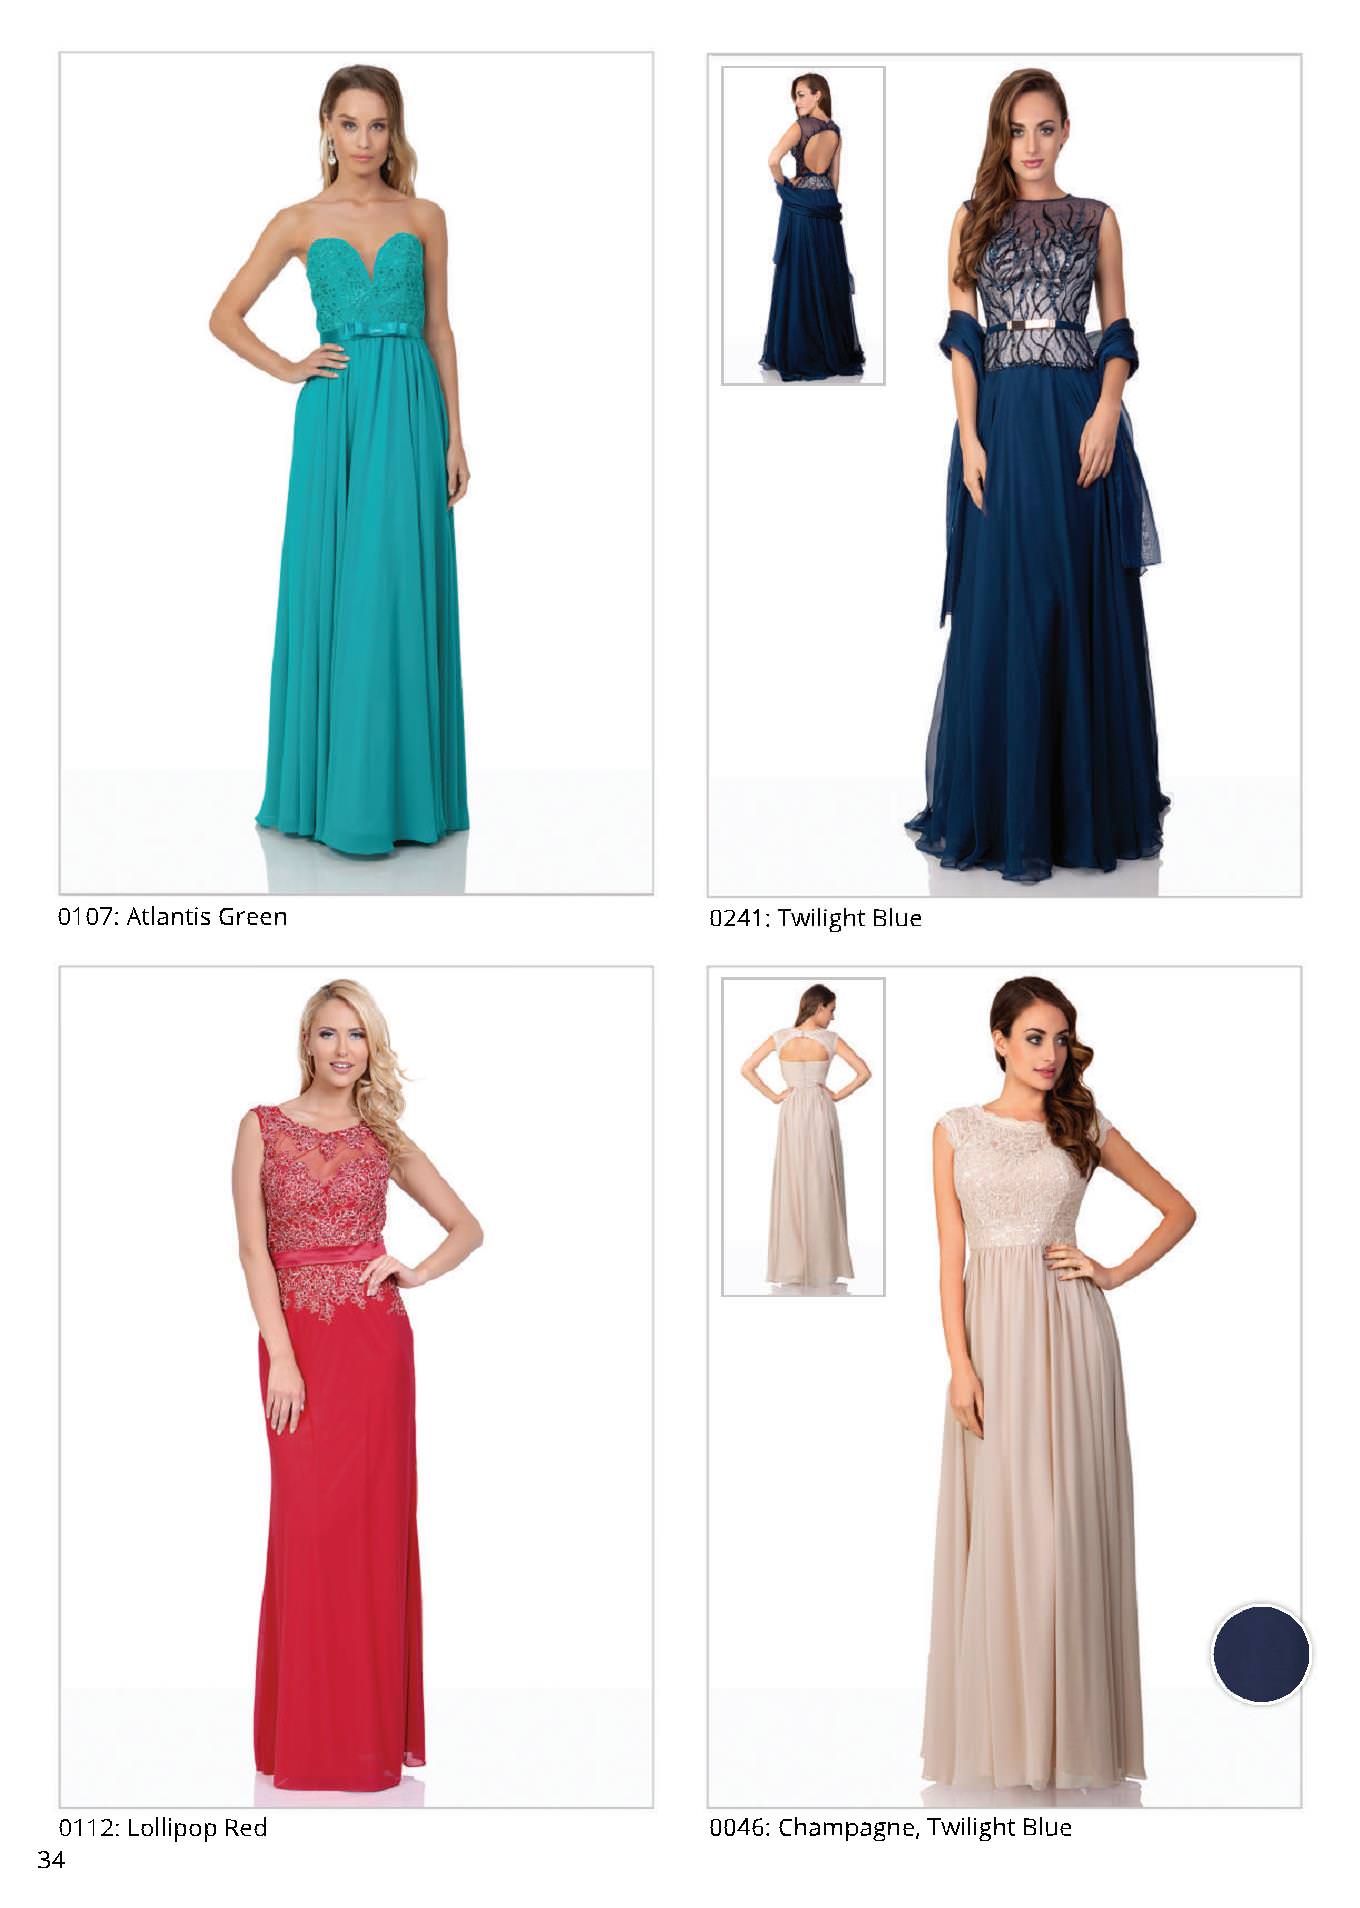 0107: Atlantis Green
0241: Twilight Blue
0112: Lollipop Red
0046: Champagne, Twilight Blue
34